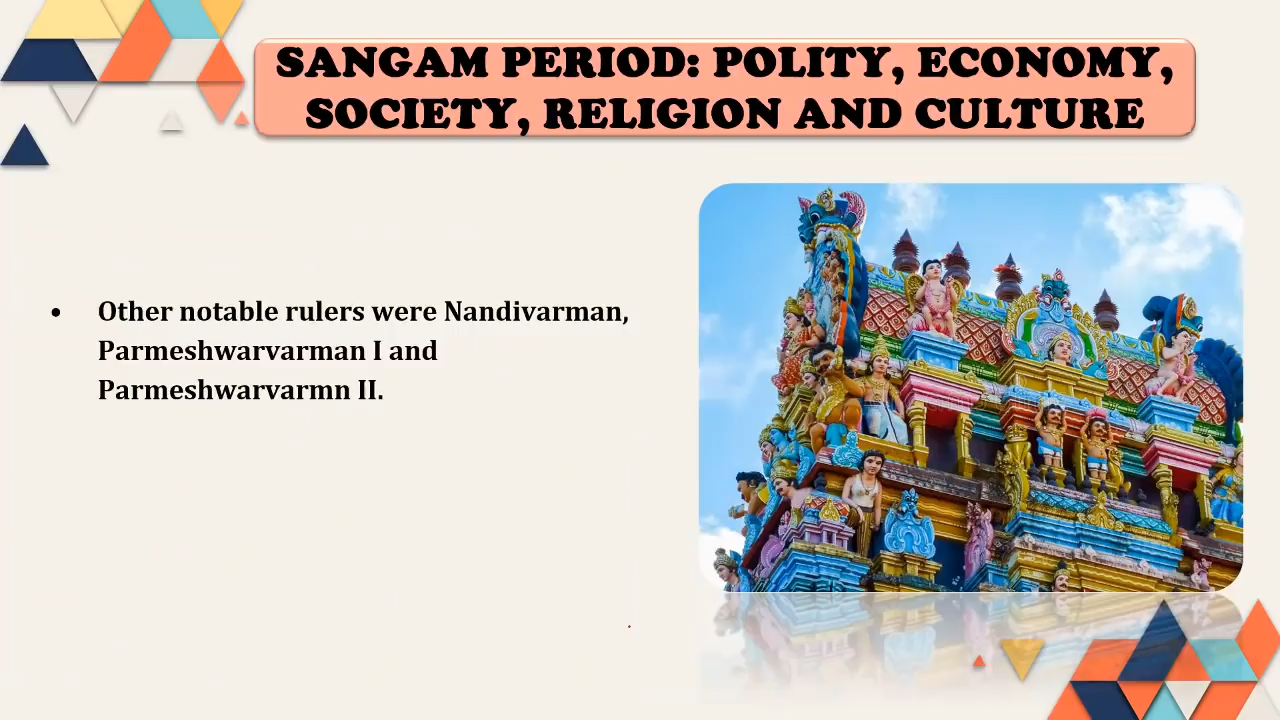 SANGAM PERIOD: POLITY, ECONOMY,
SOCIETY, RELIGION AND CULTURE
• Other notable rulers were Nandivarman,
Parmeshwarvarman I and
Parmeshwarvarmn II.